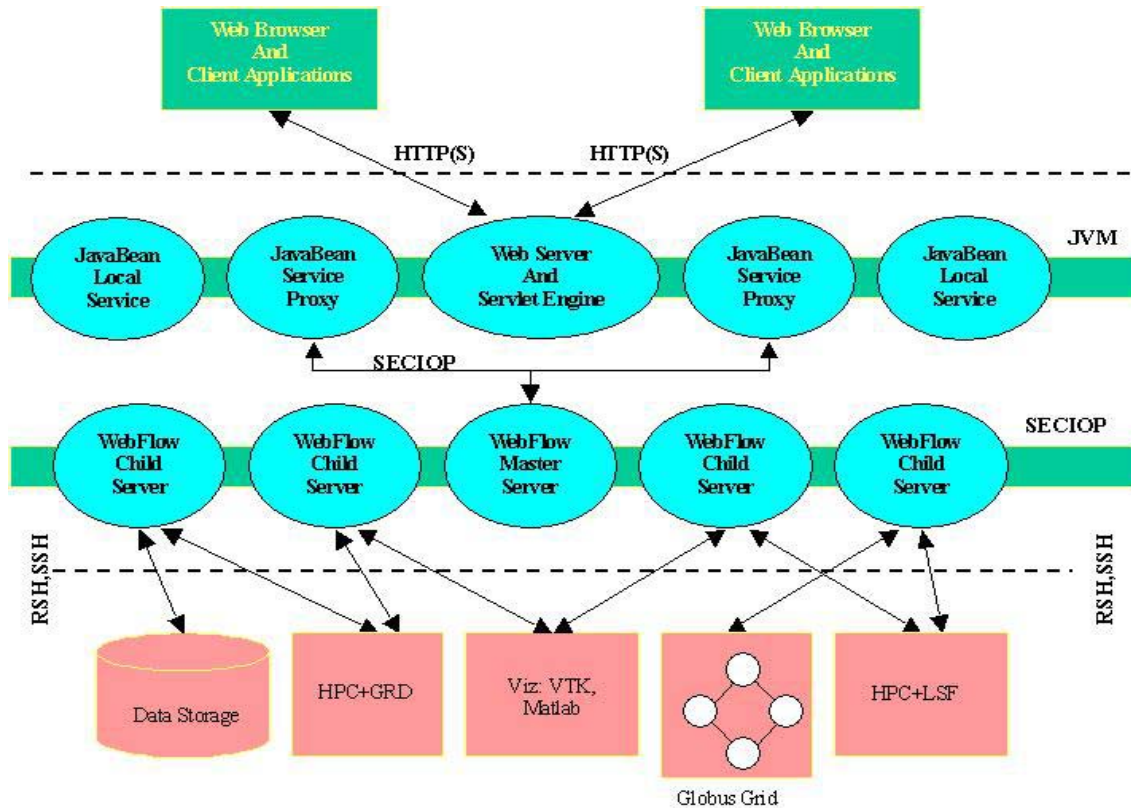 Web Browser
And
Client Applications
Web Browser
And
Client Applications
HTTP(S)
HTTP(S)
JVM
JavaBean
Local
Service
JavaBean
Service
Proxy
Web Server
And
Servlet Engine
JavaBean
Service
Proxy
JavaBean
Local
Service
SECIOP
SECIOP
WebFlow
Child
Server
WebFlow
Child
Server
WebFlow
Master
Server
WebFlow
Child
Server
WebFlow
Child
Server
RSH,SSH
RSH,SSH
Data Storage
HPC+GRD
Viz: VTK,
Matlab
HPC+LSF
Globus Grid